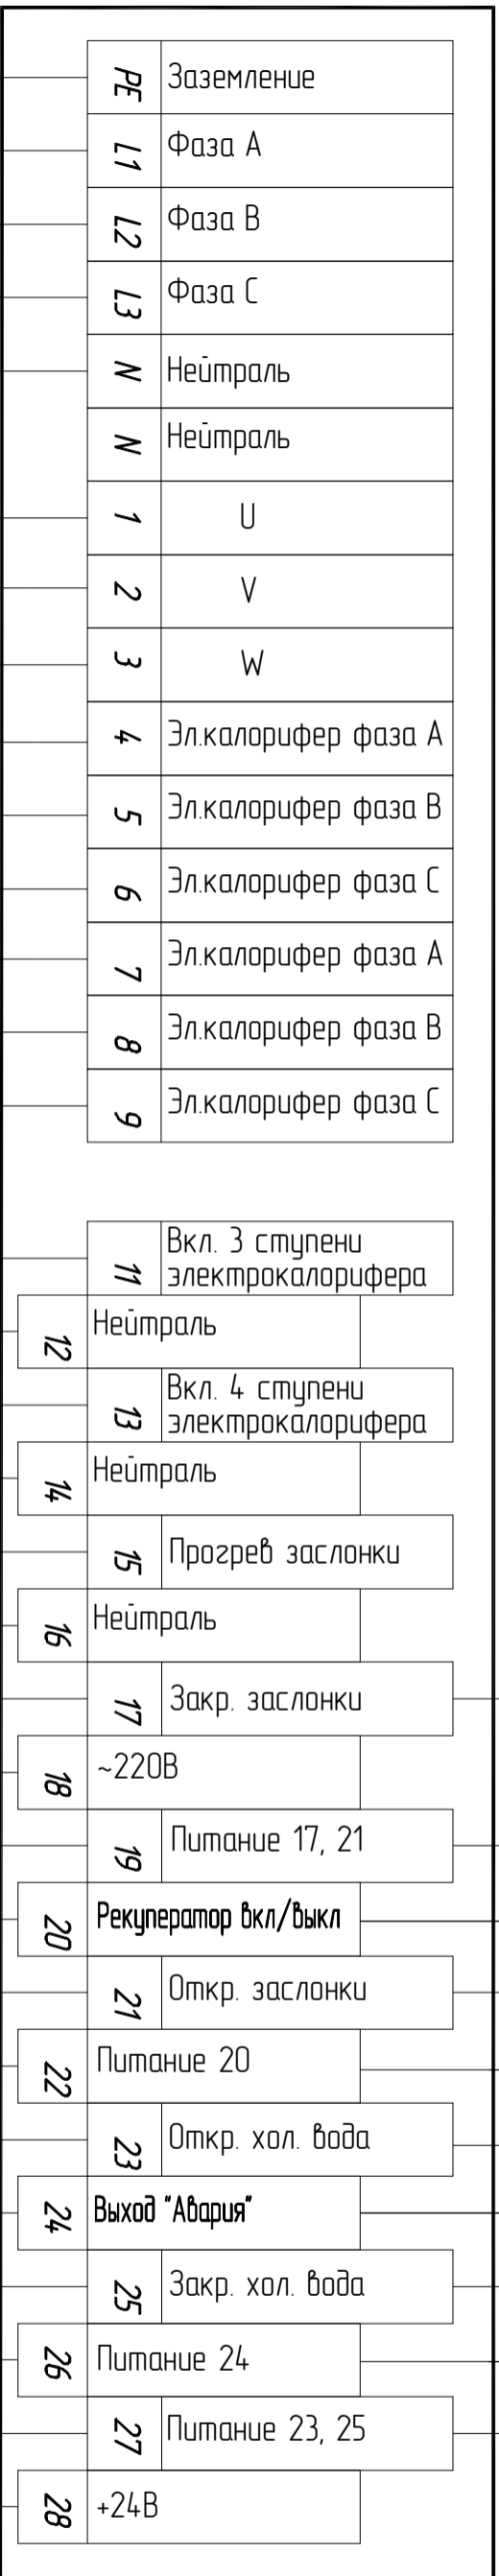 PE Заземление
L1 Фаза А
L2 Фаза В
L3 Фаза С
N Нейтраль
N Нейтраль
1 U
2 V
3 W
4 Эл.калорифер фаза А
5 Эл.калорифер фаза В
6 Эл.калорифер фаза С
7 Эл.калорифер фаза А
8 Эл.калорифер фаза В
9 Эл.калорифер фаза С
11 Вкл. 3 ступени
электрокалорифера
12 Нейтраль
13 Вкл. 4 ступени
электрокалорифера
14 Нейтраль
15 Прогрев заслонки
16 Нейтраль
17 Закр. заслонки
18 ~220В
19 Питание 17, 21
20 Рекуператор вкл/выкл
21 Откр. заслонки
22 Питание 20
23 Откр. хол. вода
24 Выход "Авария"
25 Закр. хол. вода
26 Питание 24
27 Питание 23, 25
28 +24В